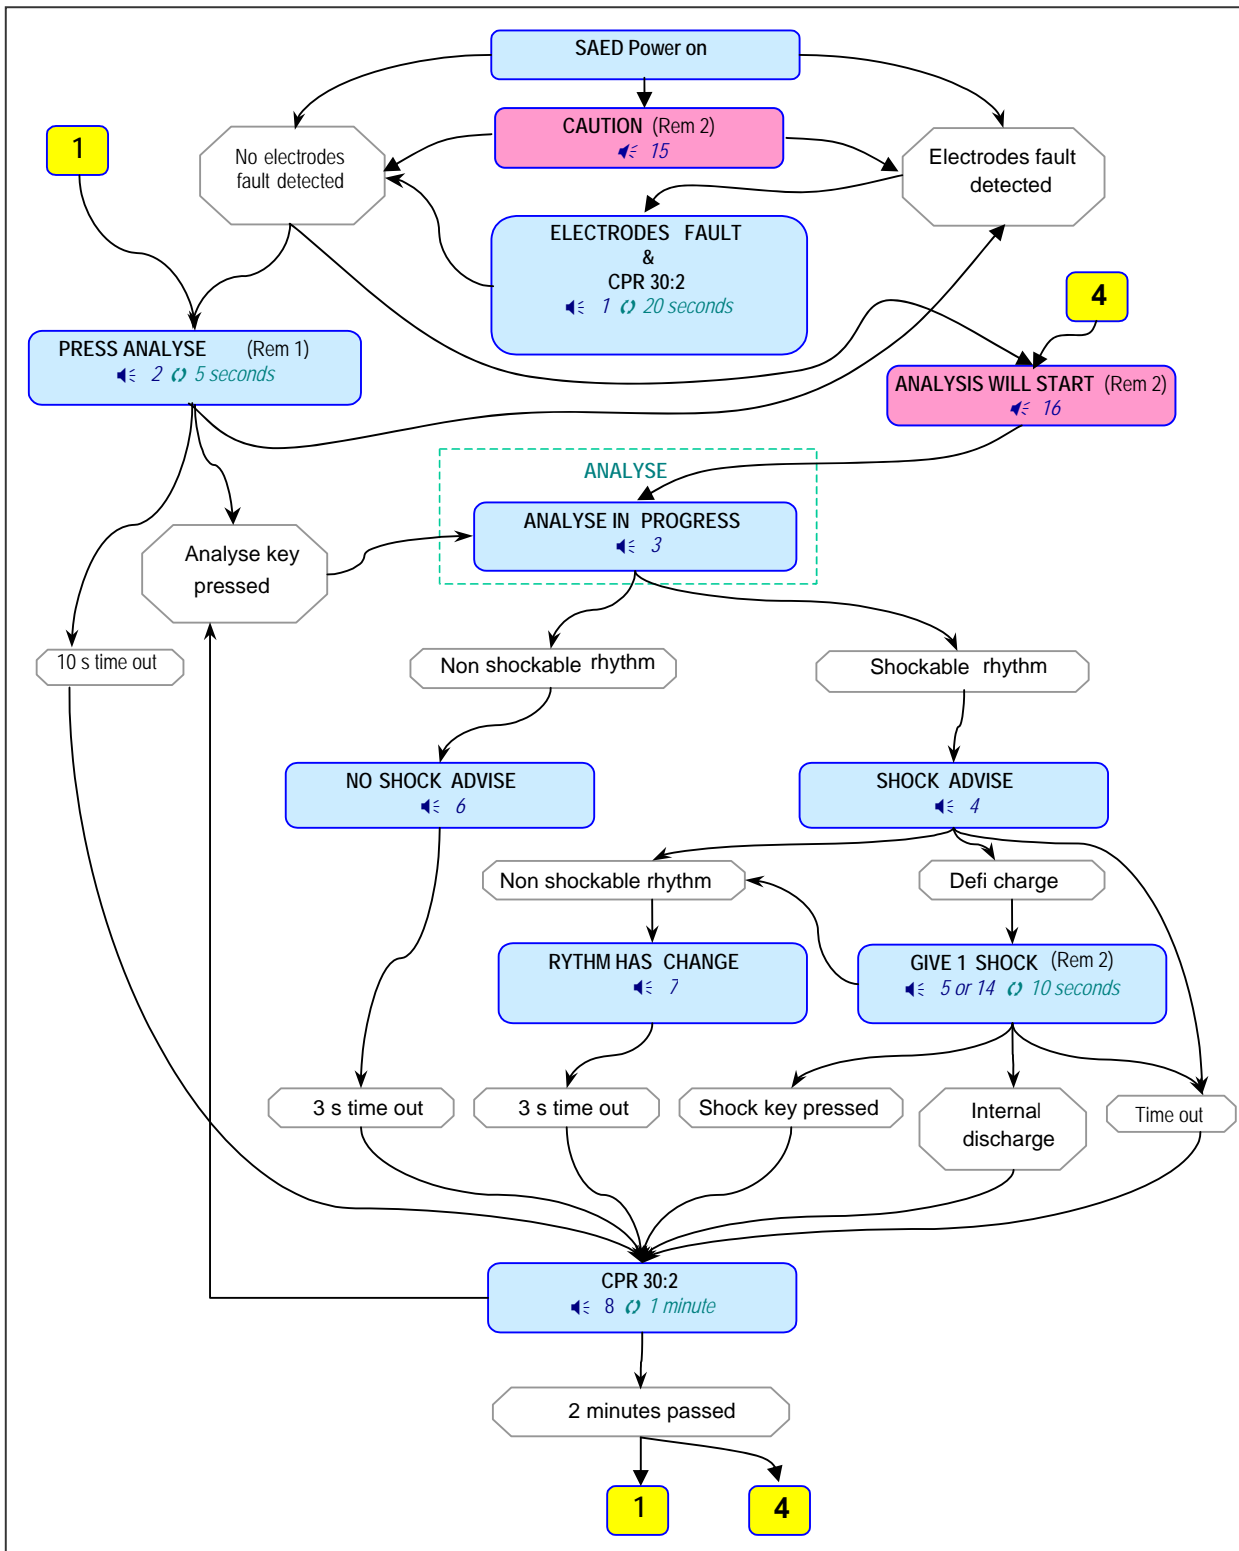 SAED Power on
CAUTION (Rem 2)
15
1
No electrodes
fault detected
Electrodes fault
detected
ELECTRODES FAULT
&
CPR 30:2
1 20 seconds
4
PRESS ANALYSE (Rem 1)
2 5 seconds
ANALYSIS WILL START (Rem 2)
16
ANALYSE
ANALYSE IN PROGRESS
3
Analyse key
pressed
10 s time out
Non shockable rhythm
Shockable rhythm
NO SHOCK ADVISE
6
SHOCK ADVISE
4
Non shockable rhythm
Defi charge
RYTHM HAS CHANGE
7
GIVE 1 SHOCK (Rem 2)
5 or 14 10 seconds
3 s time out
3 s time out
Shock key pressed
Internal
discharge
Time out
CPR 30:2
8 1 minute
2 minutes passed
1
4